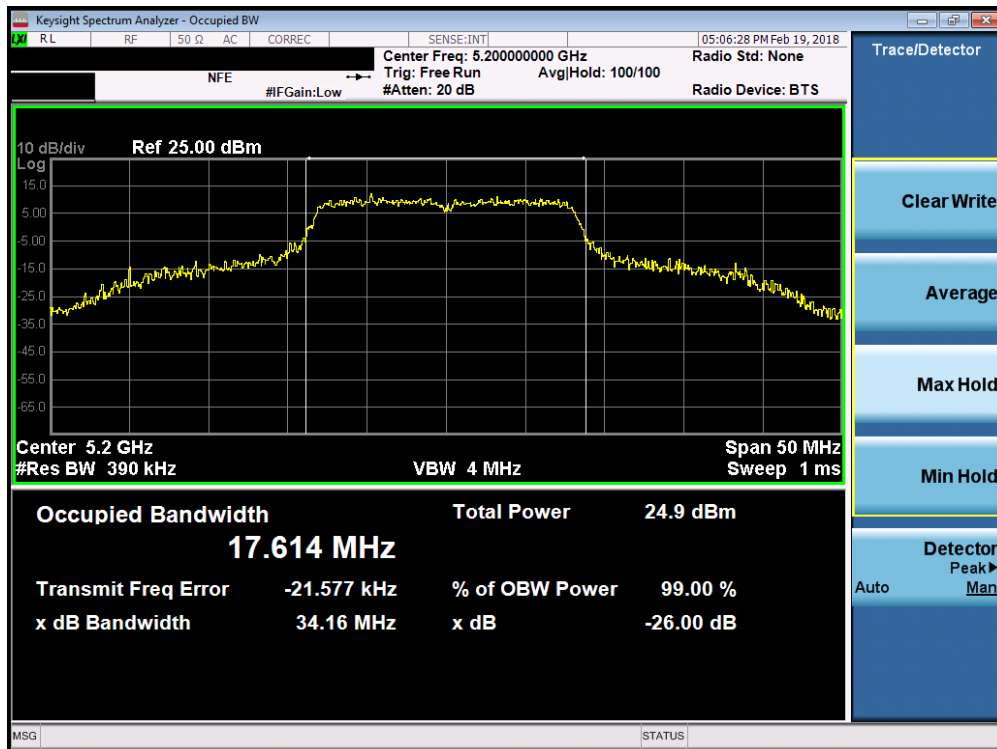 Keysight Spectrum Analyzer - Occupied BW
LXI RL RF 50 Ω AC CORREC SENSE:INT 05:06:28 PM Feb 19, 2018
Center Freq: 5.200000000 GHz Radio Std: None
NFE Trig: Free Run Avg|Hold: 100/100
#IFGain:Low #Atten: 20 dB Radio Device: BTS
10 dB/div Ref 25.00 dBm
Log
15.0
5.00
-5.00
-15.0
-25.0
-35.0
-45.0
-55.0
-65.0
Center 5.2 GHz Span 50 MHz
#Res BW 390 kHz VBW 4 MHz Sweep 1 ms
Occupied Bandwidth Total Power 24.9 dBm
17.614 MHz
Transmit Freq Error -21.577 kHz % of OBW Power 99.00 %
x dB Bandwidth 34.16 MHz x dB -26.00 dB
MSG STATUS
Trace/Detector
Clear Write
Average
Max Hold
Min Hold
Detector
Peak▶
Auto Man